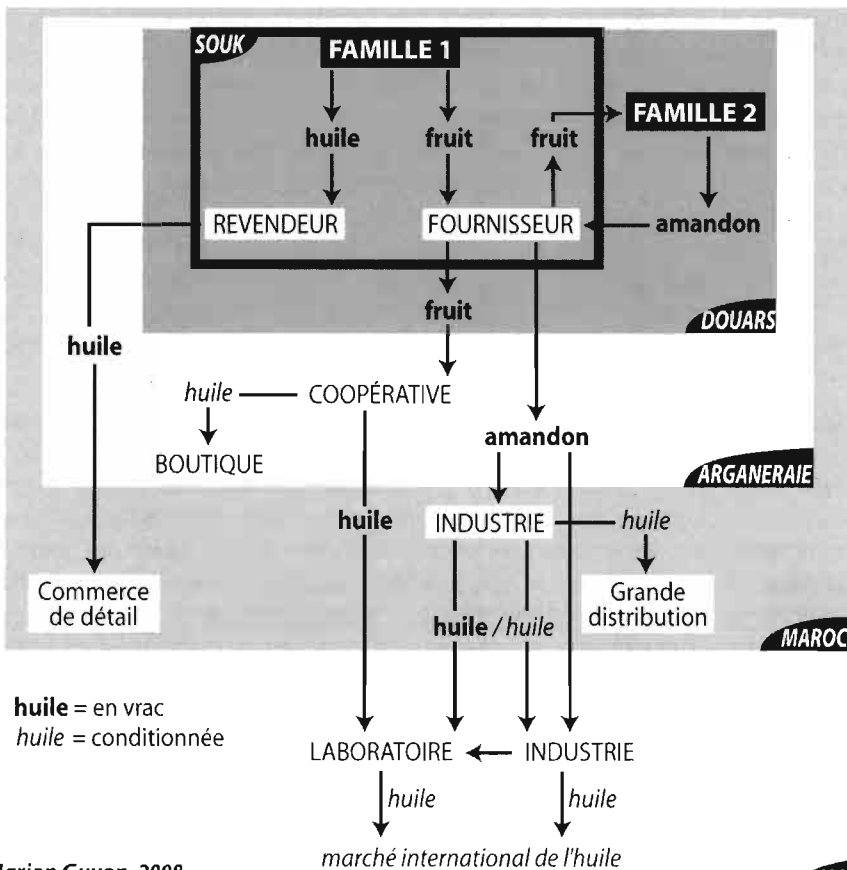 SOUK
FAMILLE 1
FAMILLE 2
huile
fruit
fruit
REVENDEUR
FOURNISSEUR
amandon
fruit
DOUARS
huile
huile
COOPÉRATIVE
amandon
BOUTIQUE
ARGANERAIE
huile
INDUSTRIE
huile
Commerce
de détail
Grande
distribution
huile / huile
MAROC
huile = en vrac
huile = conditionnée
LABORATOIRE
INDUSTRIE
huile
huile
marché international de l'huile